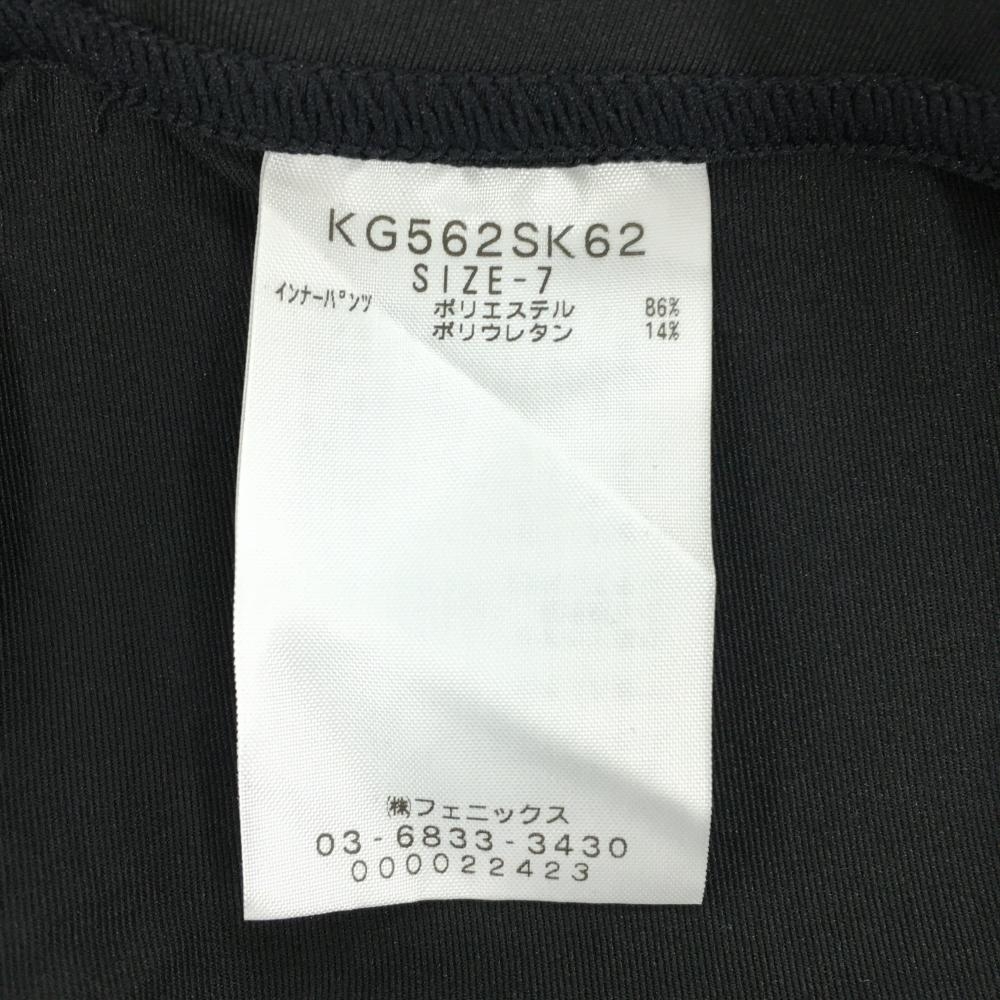 KG562SK62
SIZE-7
インナーパンツ ポリエステル 86%
ポリウレタン 14%
㈱フェニックス
03-6833-3430
000022423